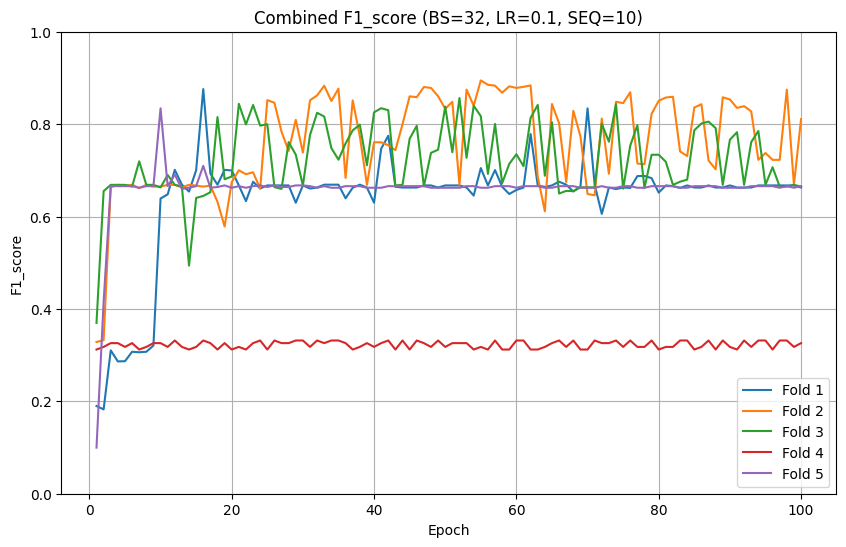 Combined F1_score (BS=32, LR=0.1, SEQ=10)
F1_score
1.0
0.8
0.6
0.4
0.2
0.0
0
20
40
60
80
100
Epoch
Fold 1
Fold 2
Fold 3
Fold 4
Fold 5